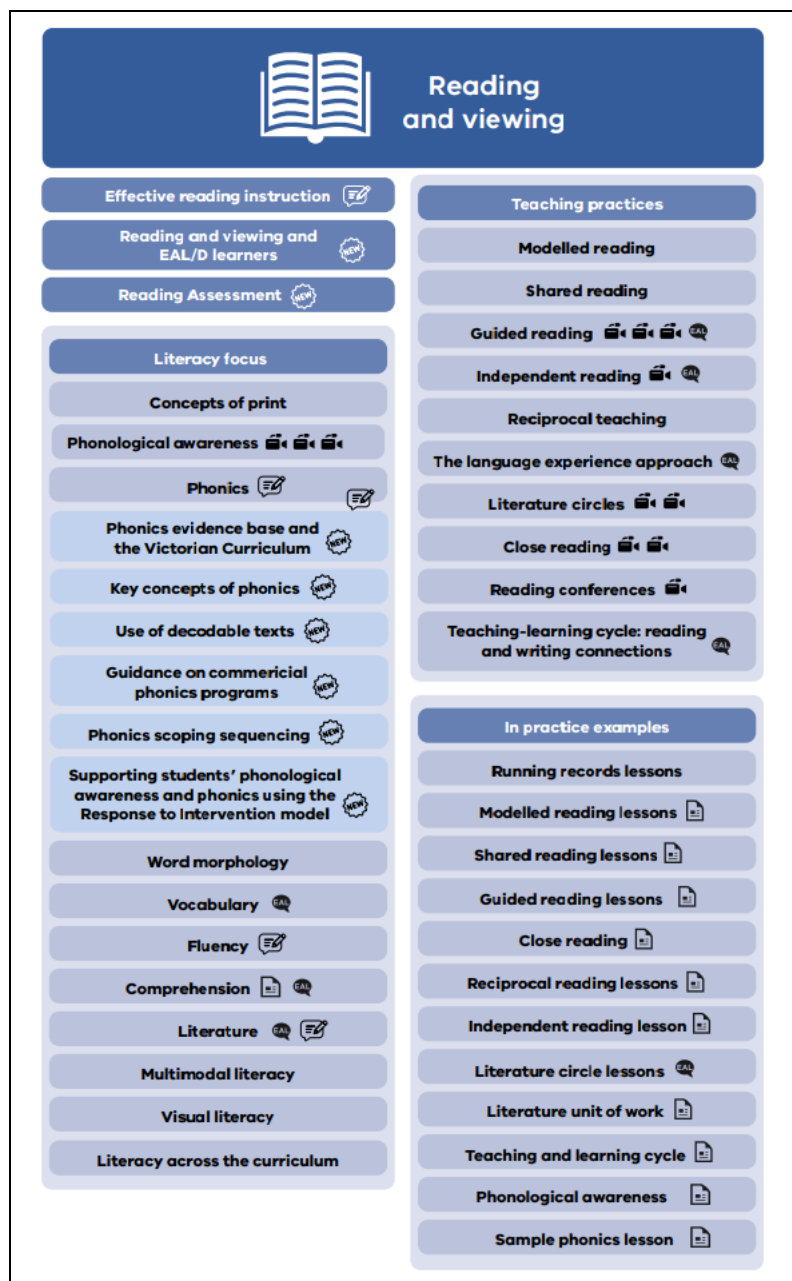 Reading
and viewing
Effective reading instruction
Reading and viewing and
EAL/D learners NEW
Reading Assessment NEW
Literacy focus
Concepts of print
Phonological awareness
Phonics
Phonics evidence base and
the Victorian Curriculum NEW
Key concepts of phonics NEW
Use of decodable texts NEW
Guidance on commericial
phonics programs NEW
Phonics scoping sequencing NEW
Supporting students’ phonological
awareness and phonics using the
Response to Intervention model NEW
Word morphology
Vocabulary EAL
Fluency
Comprehension EAL
Literature EAL
Multimodal literacy
Visual literacy
Literacy across the curriculum
Teaching practices
Modelled reading
Shared reading
Guided reading EAL
Independent reading EAL
Reciprocal teaching
The language experience approach EAL
Literature circles
Close reading
Reading conferences
Teaching-learning cycle: reading
and writing connections EAL
In practice examples
Running records lessons
Modelled reading lessons
Shared reading lessons
Guided reading lessons
Close reading
Reciprocal reading lessons
Independent reading lesson
Literature circle lessons EAL
Literature unit of work
Teaching and learning cycle
Phonological awareness
Sample phonics lesson